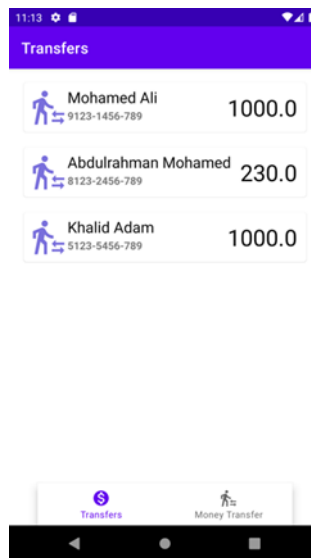 11:13
Transfers
Mohamed Ali
9123-1456-789
1000.0
Abdulrahman Mohamed
8123-2456-789
230.0
Khalid Adam
5123-5456-789
1000.0
Transfers
Money Transfer